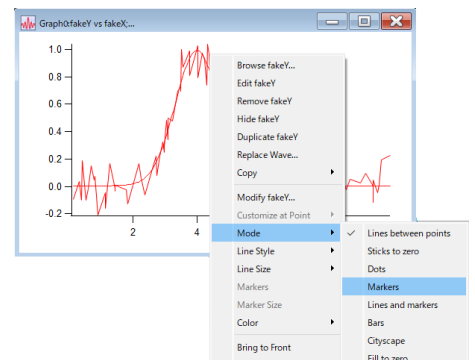 Graph0:fakeY vs fakeX;...
1.0
0.8
0.6
0.4
0.2
0.0
-0.2
2
4
Browse fakeY...
Edit fakeY
Remove fakeY
Hide fakeY
Duplicate fakeY
Replace Wave...
Copy
Modify fakeY...
Customize at Point
Mode
Line Style
Line Size
Markers
Marker Size
Color
Bring to Front
Lines between points
Sticks to zero
Dots
Markers
Lines and markers
Bars
Cityscape
Fill to zero